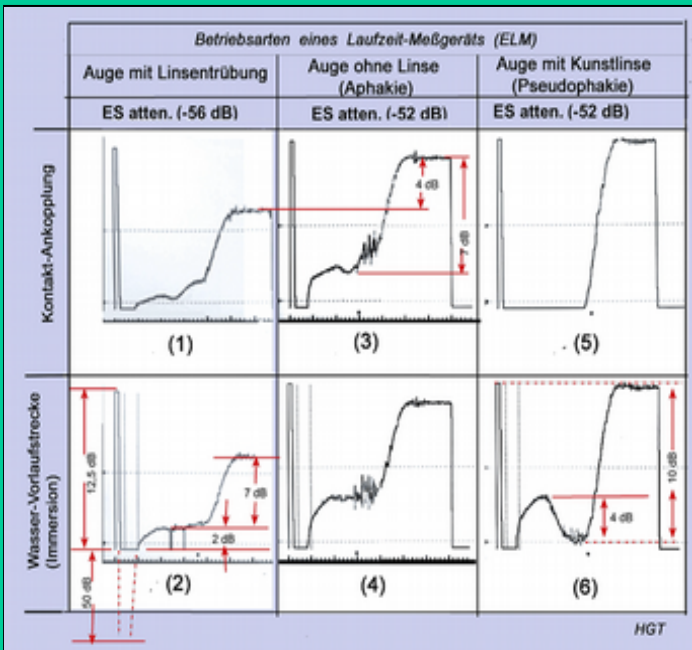 Betriebsarten eines Laufzeit-Meßgeräts (ELM)
Auge mit Linsentrübung
Auge ohne Linse
(Aphakie)
Auge mit Kunstlinse
(Pseudophakie)
ES atten. (-56 dB)
ES atten. (-52 dB)
ES atten. (-52 dB)
Kontakt-Ankopplung
4 dB
7 dB
(1)
(3)
(5)
Wasser-Vorlaufstrecke
(Immersion)
12,5 dB
50 dB
7 dB
2 dB
4 dB
10 dB
(2)
(4)
(6)
HGT